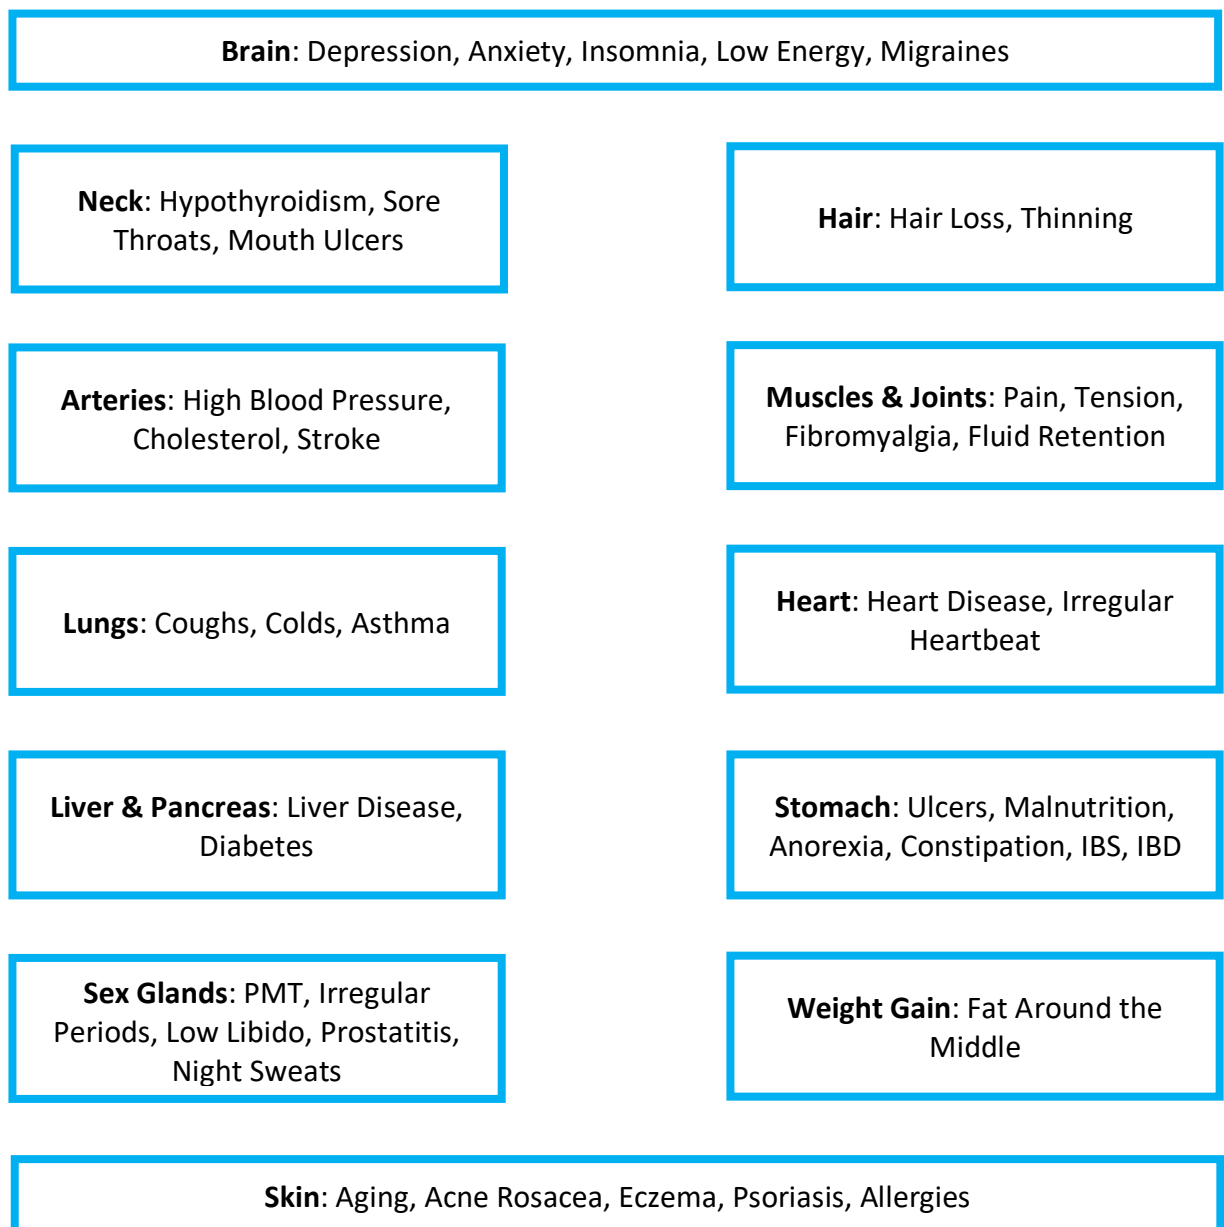 Brain: Depression, Anxiety, Insomnia, Low Energy, Migraines
Neck: Hypothyroidism, Sore
Throats, Mouth Ulcers
Hair: Hair Loss, Thinning
Arteries: High Blood Pressure,
Cholesterol, Stroke
Muscles & Joints: Pain, Tension,
Fibromyalgia, Fluid Retention
Lungs: Coughs, Colds, Asthma
Heart: Heart Disease, Irregular
Heartbeat
Liver & Pancreas: Liver Disease,
Diabetes
Stomach: Ulcers, Malnutrition,
Anorexia, Constipation, IBS, IBD
Sex Glands: PMT, Irregular
Periods, Low Libido, Prostatitis,
Night Sweats
Weight Gain: Fat Around the
Middle
Skin: Aging, Acne Rosacea, Eczema, Psoriasis, Allergies